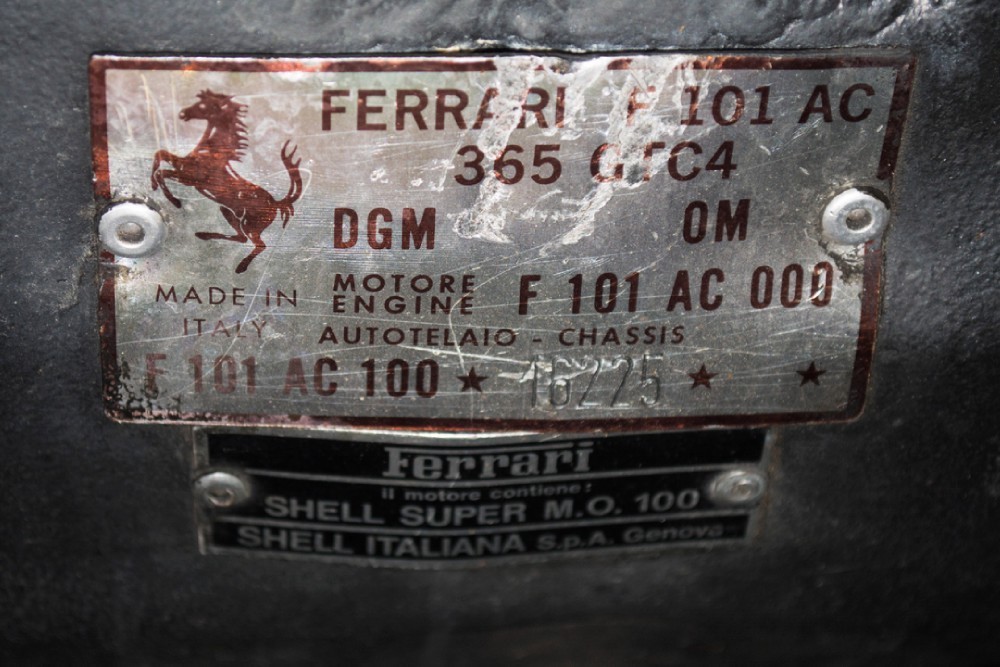 FERRARI F 101 AC
365 GTC4
DGM OM
MOTORE
ENGINE F 101 AC 000
MADE IN
ITALY
AUTOTELAIO - CHASSIS
F 101 AC 100 ★ 16225 ★ ★
Ferrari
Il motore contiene:
SHELL SUPER M.O. 100
SHELL ITALIANA S.p.A. Genova